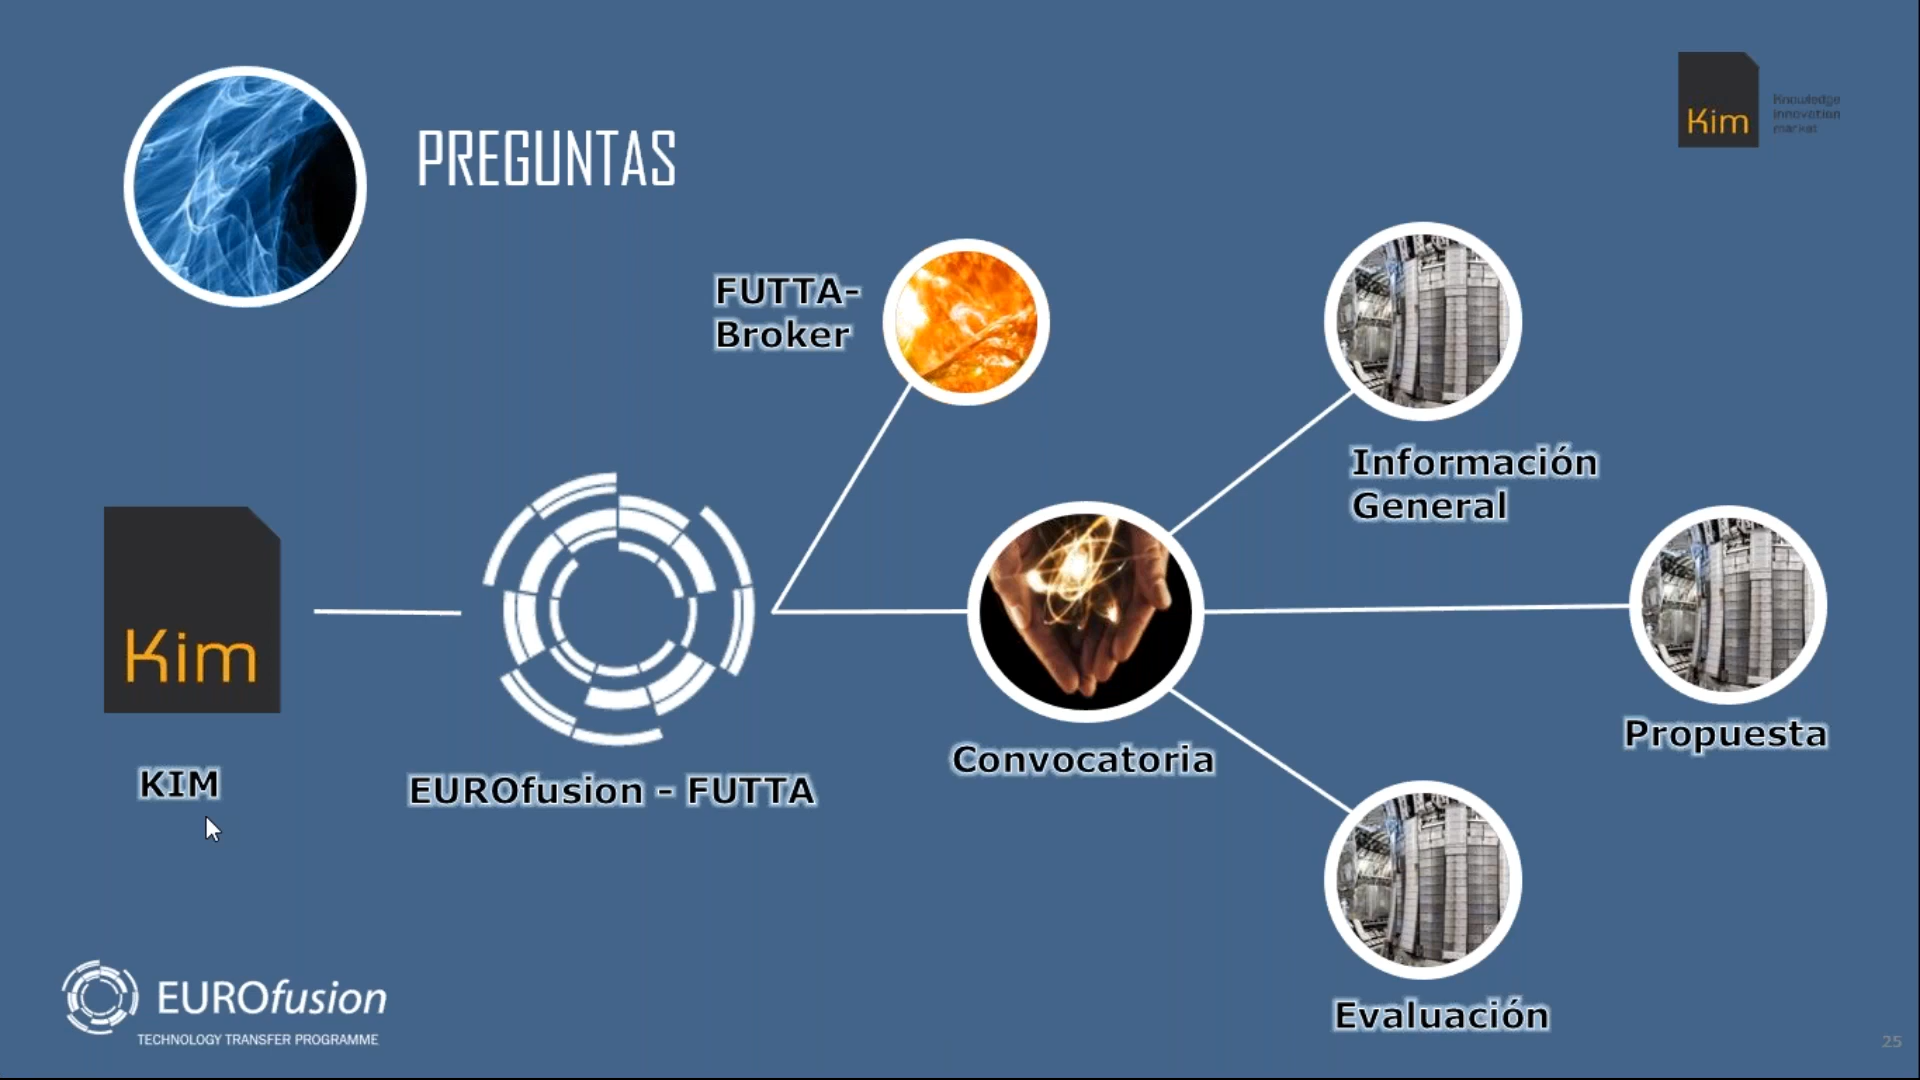 PREGUNTAS
Kim
Knowledge
innovation
market
FUTTA-
Broker
Información
General
Kim
KIM
EUROfusion - FUTTA
Convocatoria
Propuesta
Evaluación
EUROfusion
TECHNOLOGY TRANSFER PROGRAMME
25